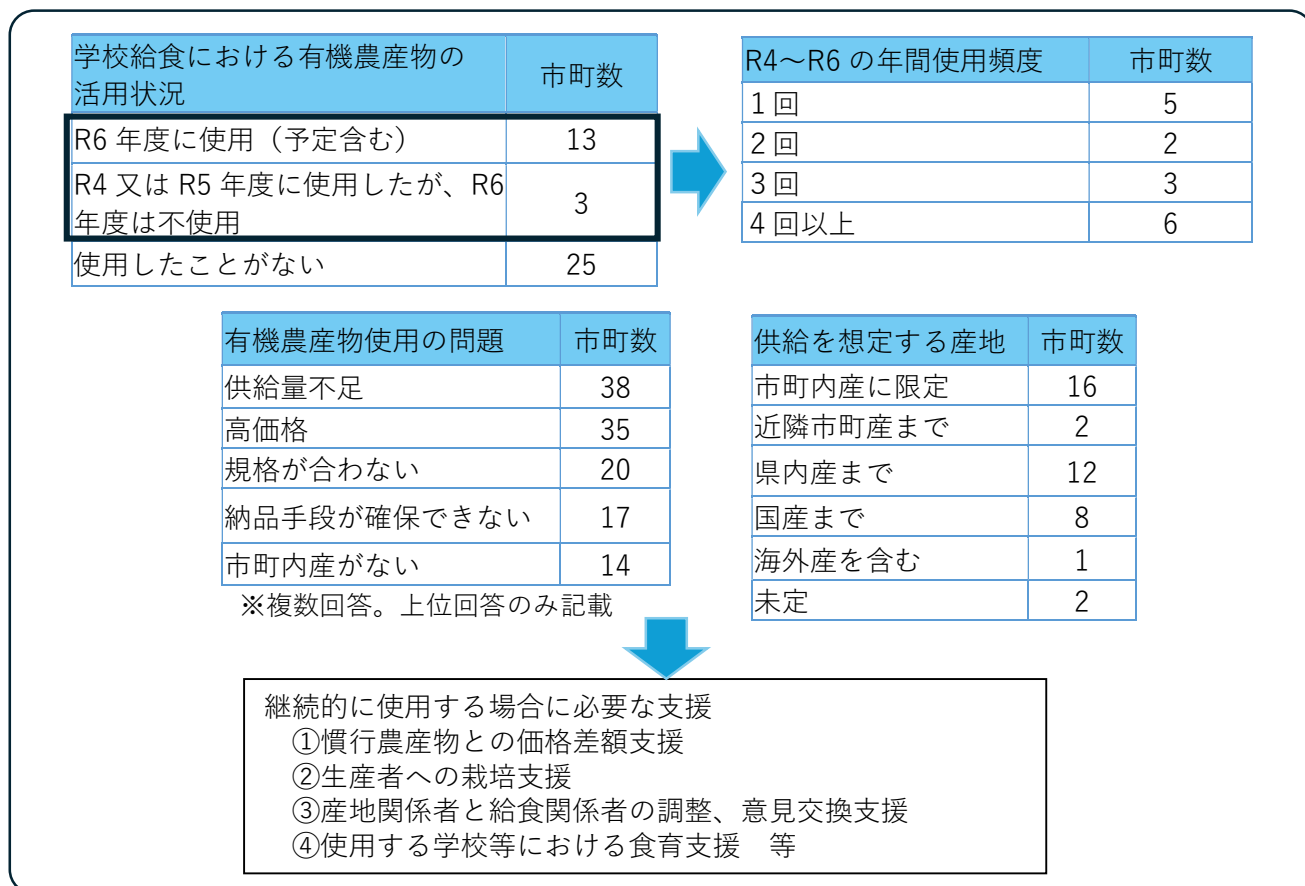 学校給食における有機農産物の
活用状況
市町数
R6 年度に使用（予定含む）
13
R4 又は R5 年度に使用したが、R6
年度は不使用
3
使用したことがない
25
R4～R6 の年間使用頻度
市町数
1 回
5
2 回
2
3 回
3
4 回以上
6
有機農産物使用の問題
市町数
供給量不足
38
高価格
35
規格が合わない
20
納品手段が確保できない
17
市町内産がない
14
※複数回答。上位回答のみ記載
供給を想定する産地
市町数
市町内産に限定
16
近隣市町産まで
2
県内産まで
12
国産まで
8
海外産を含む
1
未定
2
継続的に使用する場合に必要な支援
①慣行農産物との価格差額支援
②生産者への栽培支援
③産地関係者と給食関係者の調整、意見交換支援
④使用する学校等における食育支援　等